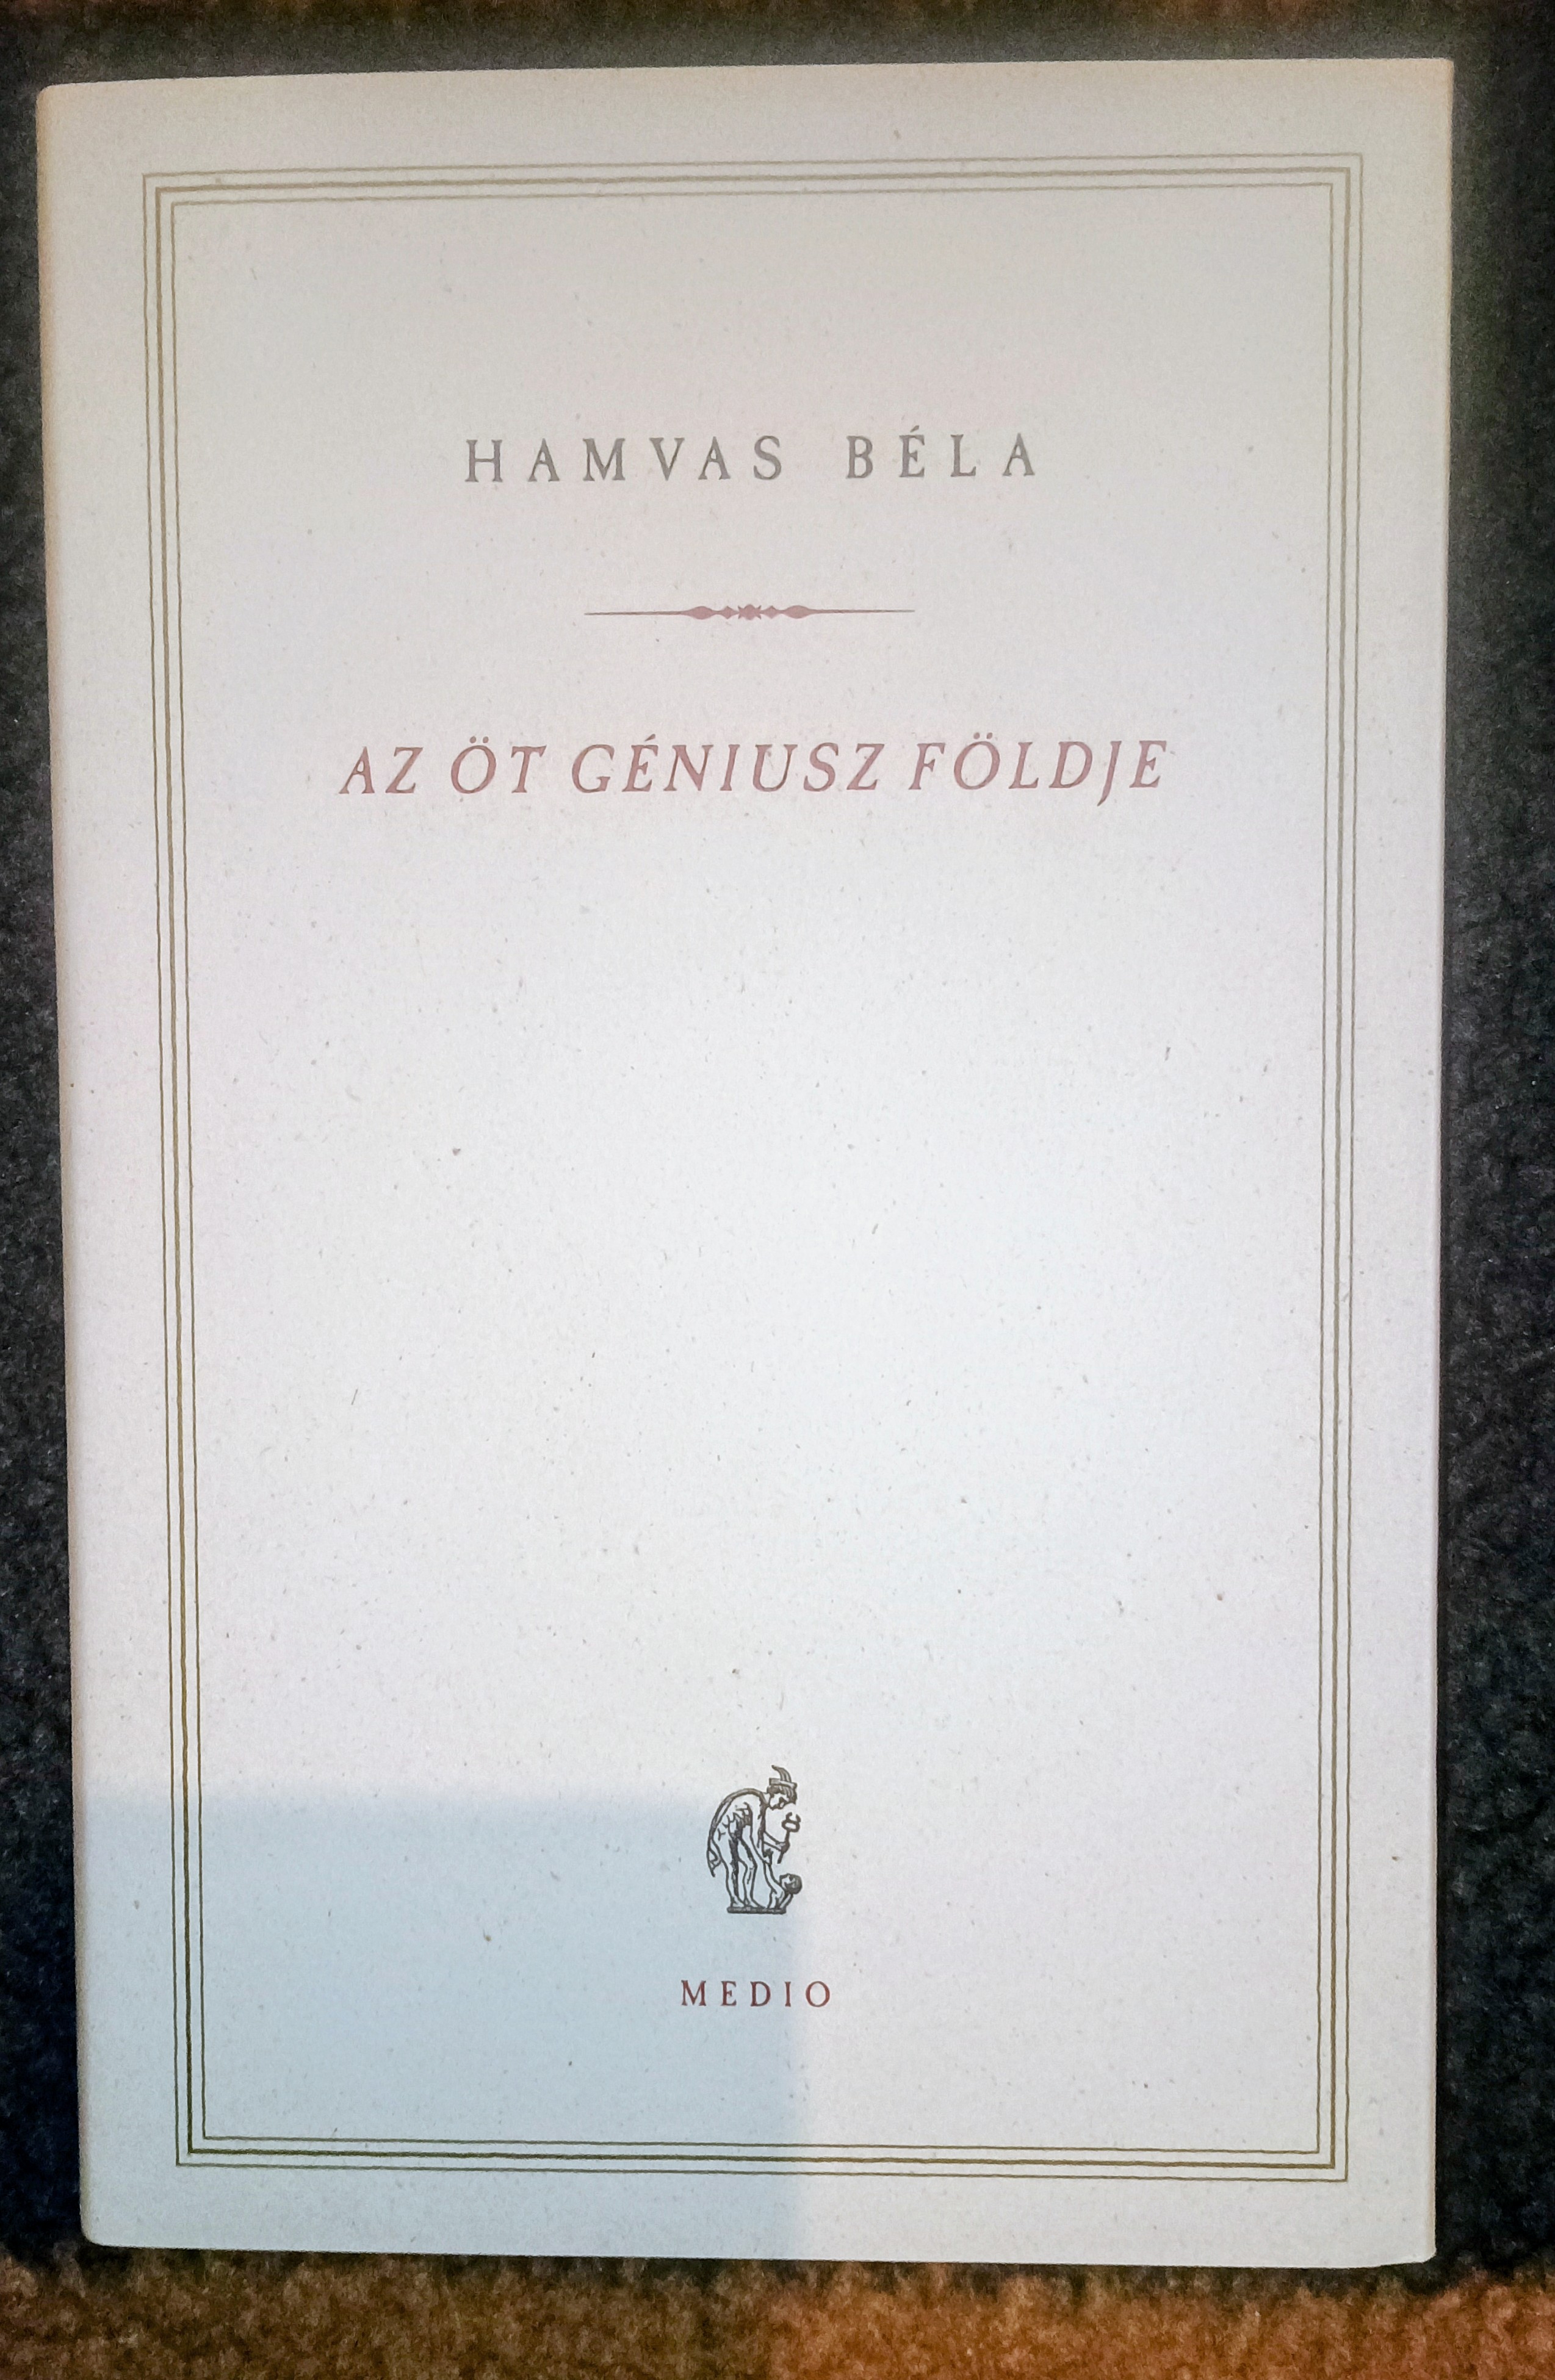 HAMVAS BÉLA
AZ ÖT GÉNIUSZ FÖLDJE
MEDIO